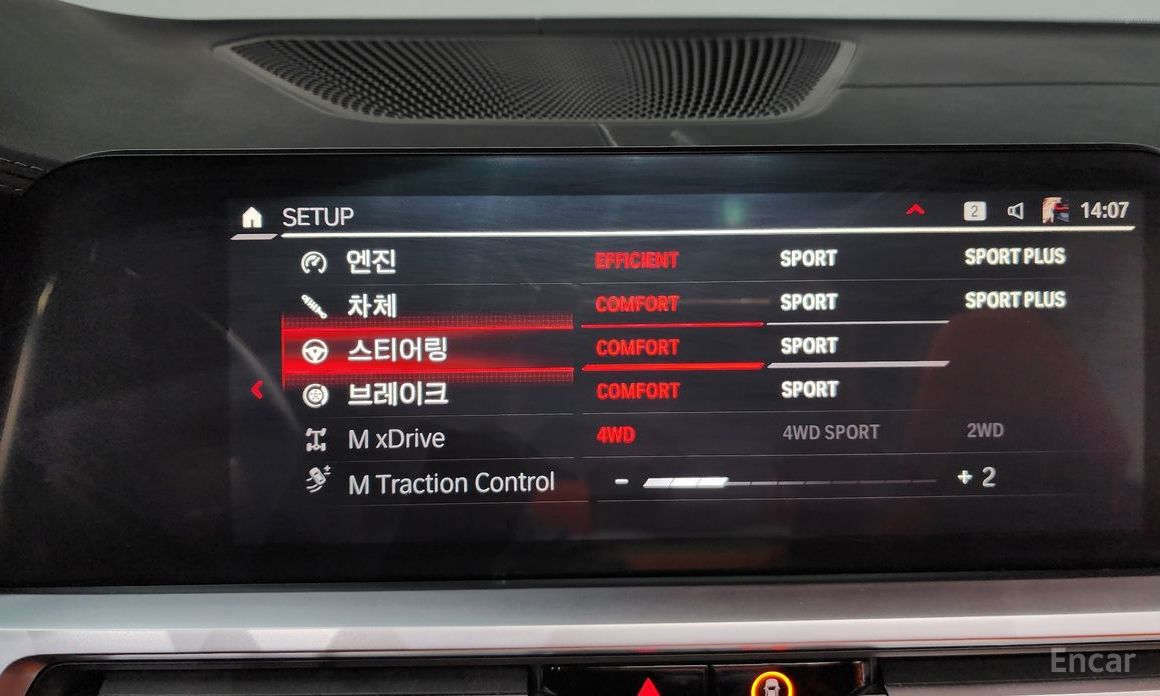 SETUP 2 14:07
엔진 EFFICIENT SPORT SPORT PLUS
차체 COMFORT SPORT SPORT PLUS
스티어링 COMFORT SPORT
브레이크 COMFORT SPORT
M xDrive 4WD 4WD SPORT 2WD
M Traction Control - + 2
Encar